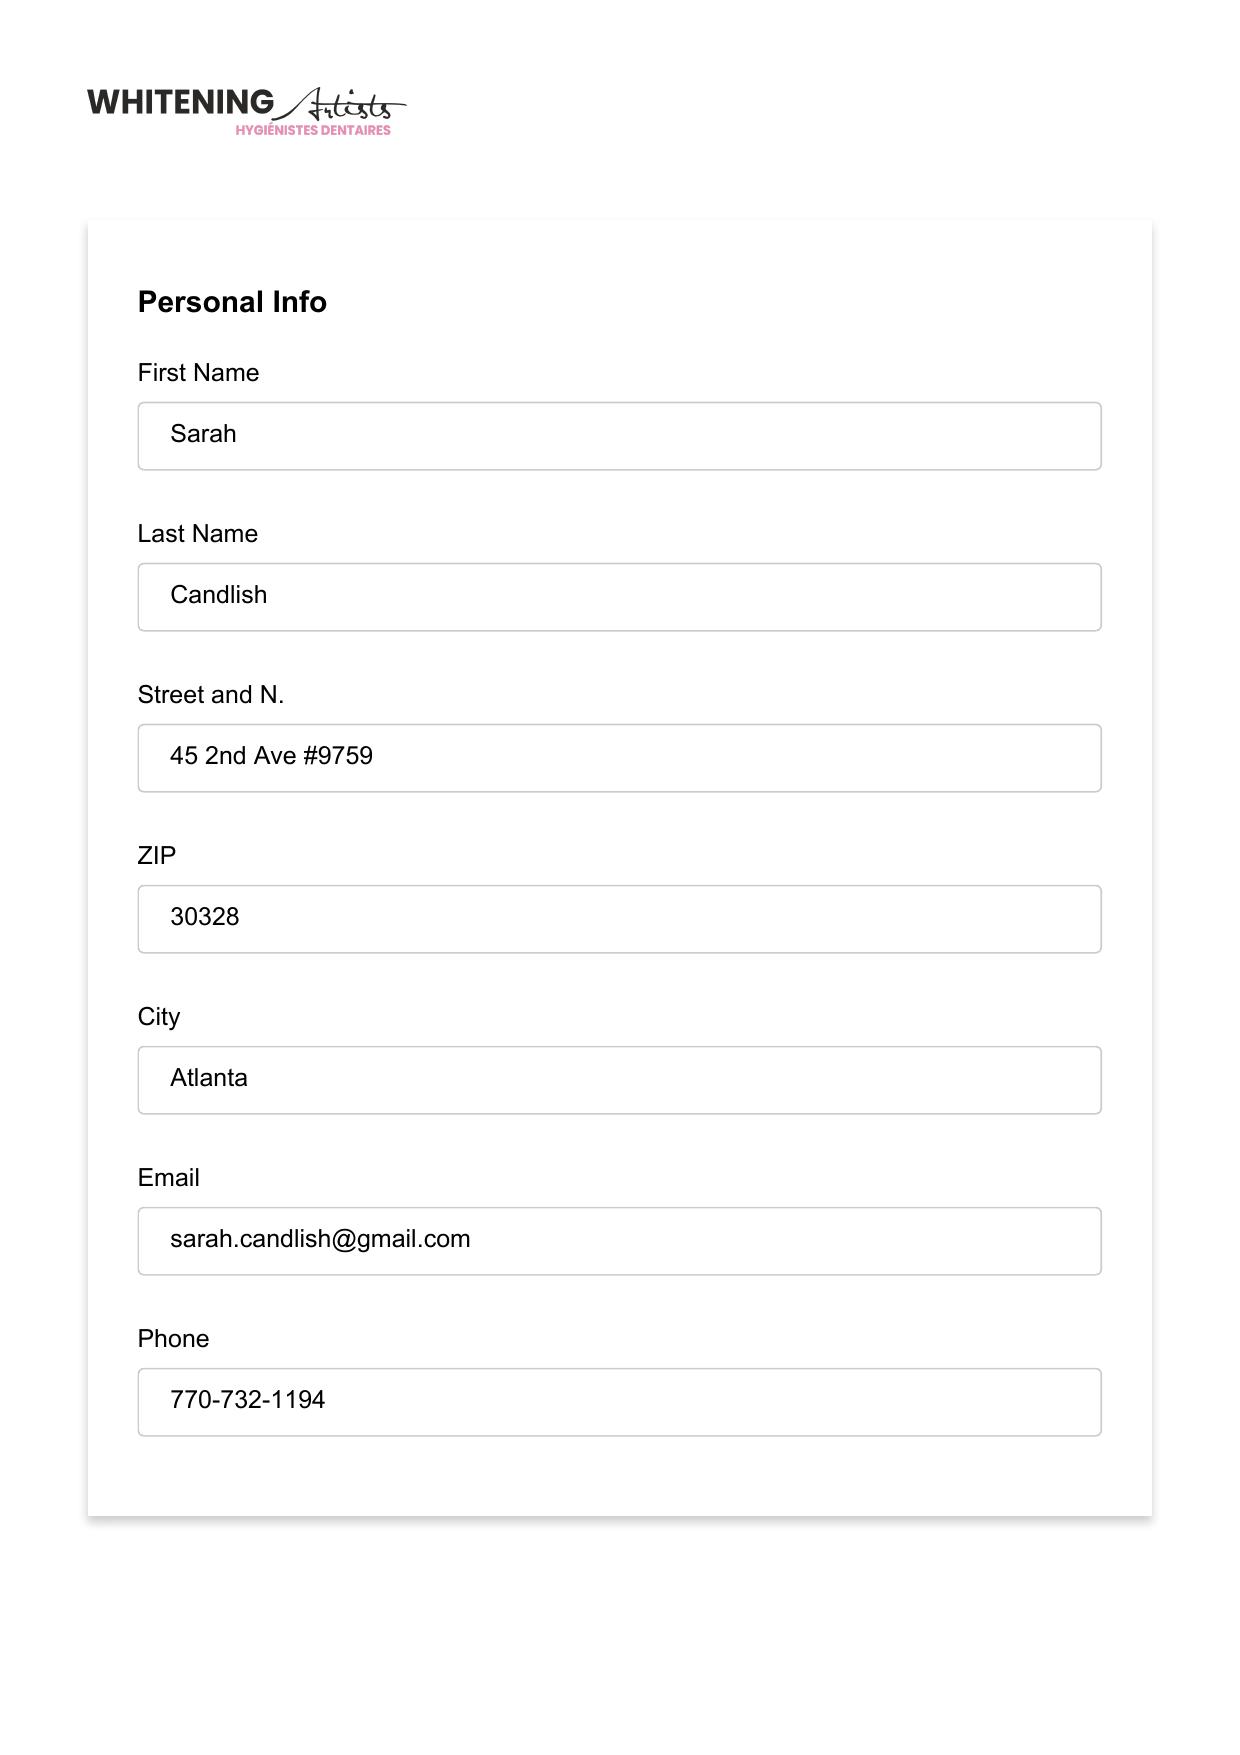 WHITENING Artists
HYGIÉNISTES DENTAIRES
Personal Info
First Name
Sarah
Last Name
Candlish
Street and N.
45 2nd Ave #9759
ZIP
30328
City
Atlanta
Email
sarah.candlish@gmail.com
Phone
770-732-1194